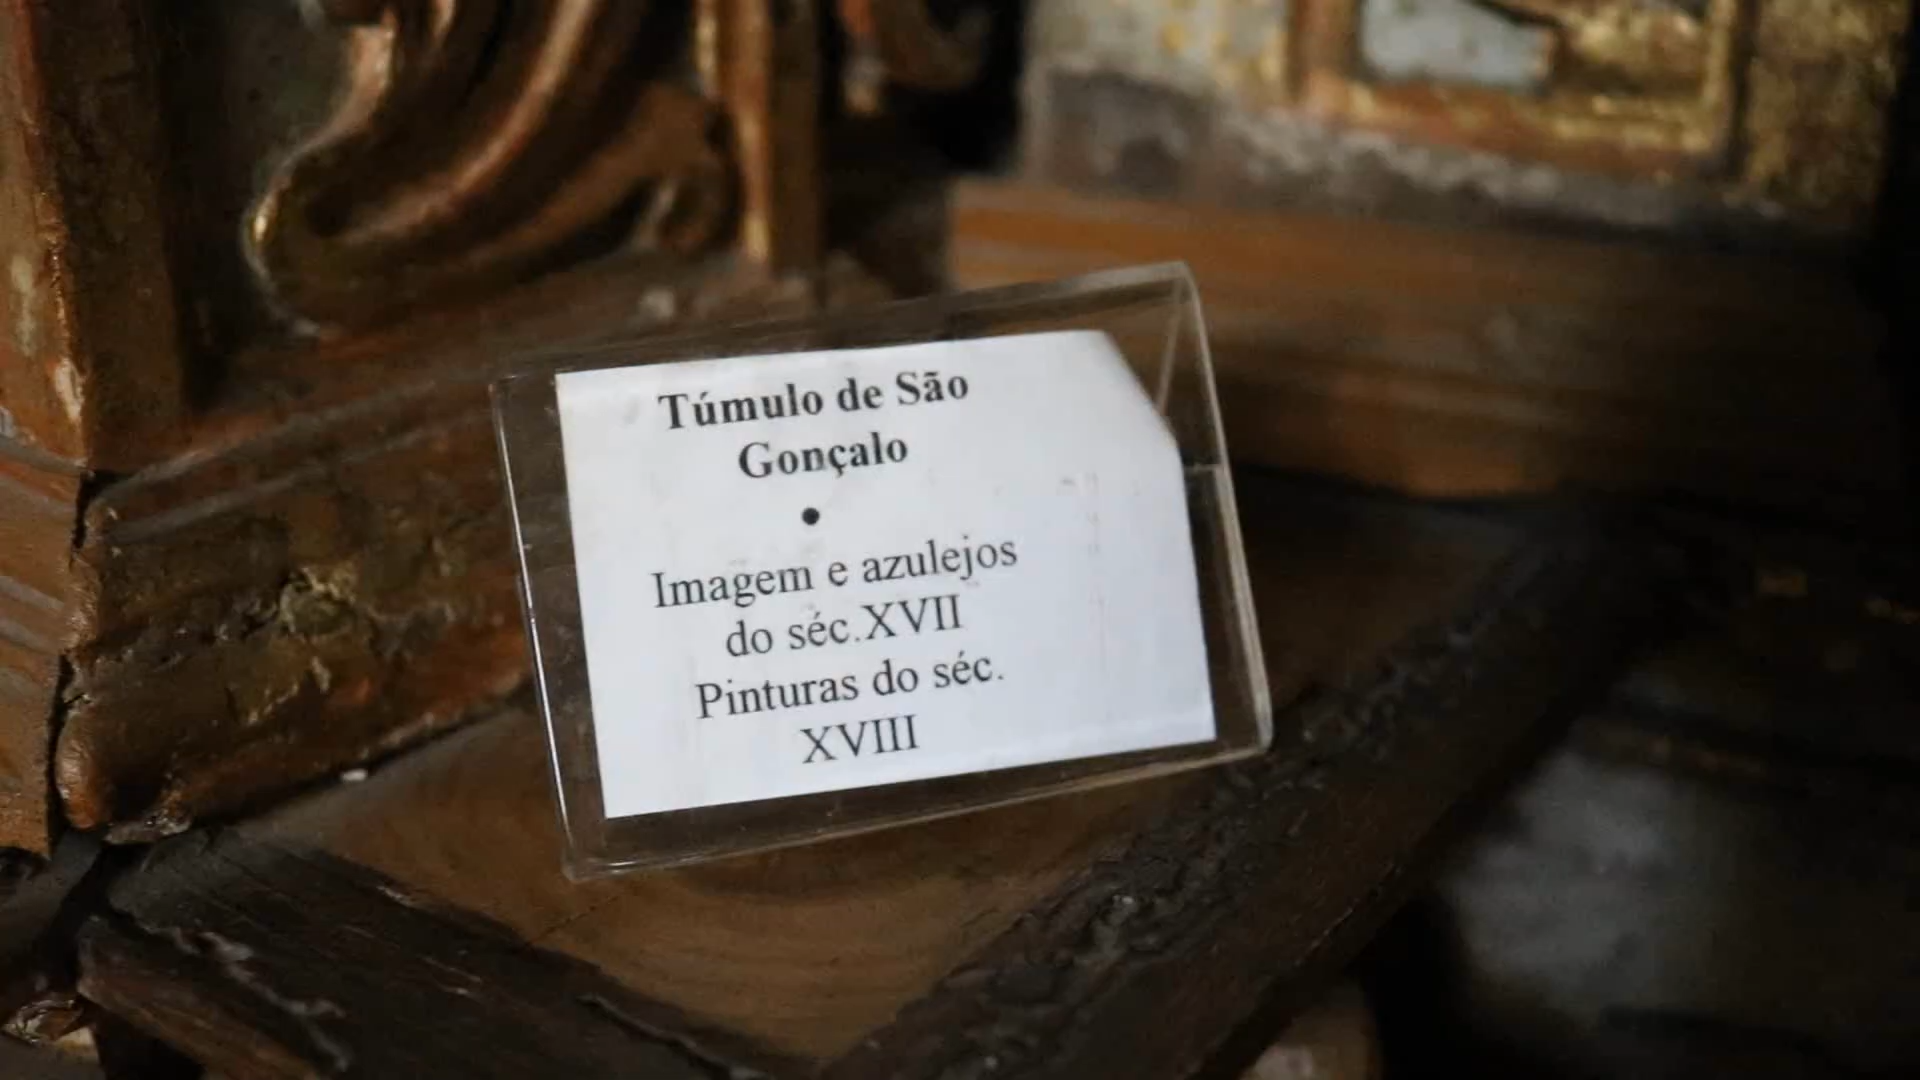 Túmulo de São
Gonçalo
•
Imagem e azulejos
do séc.XVII
Pinturas do séc.
XVIII